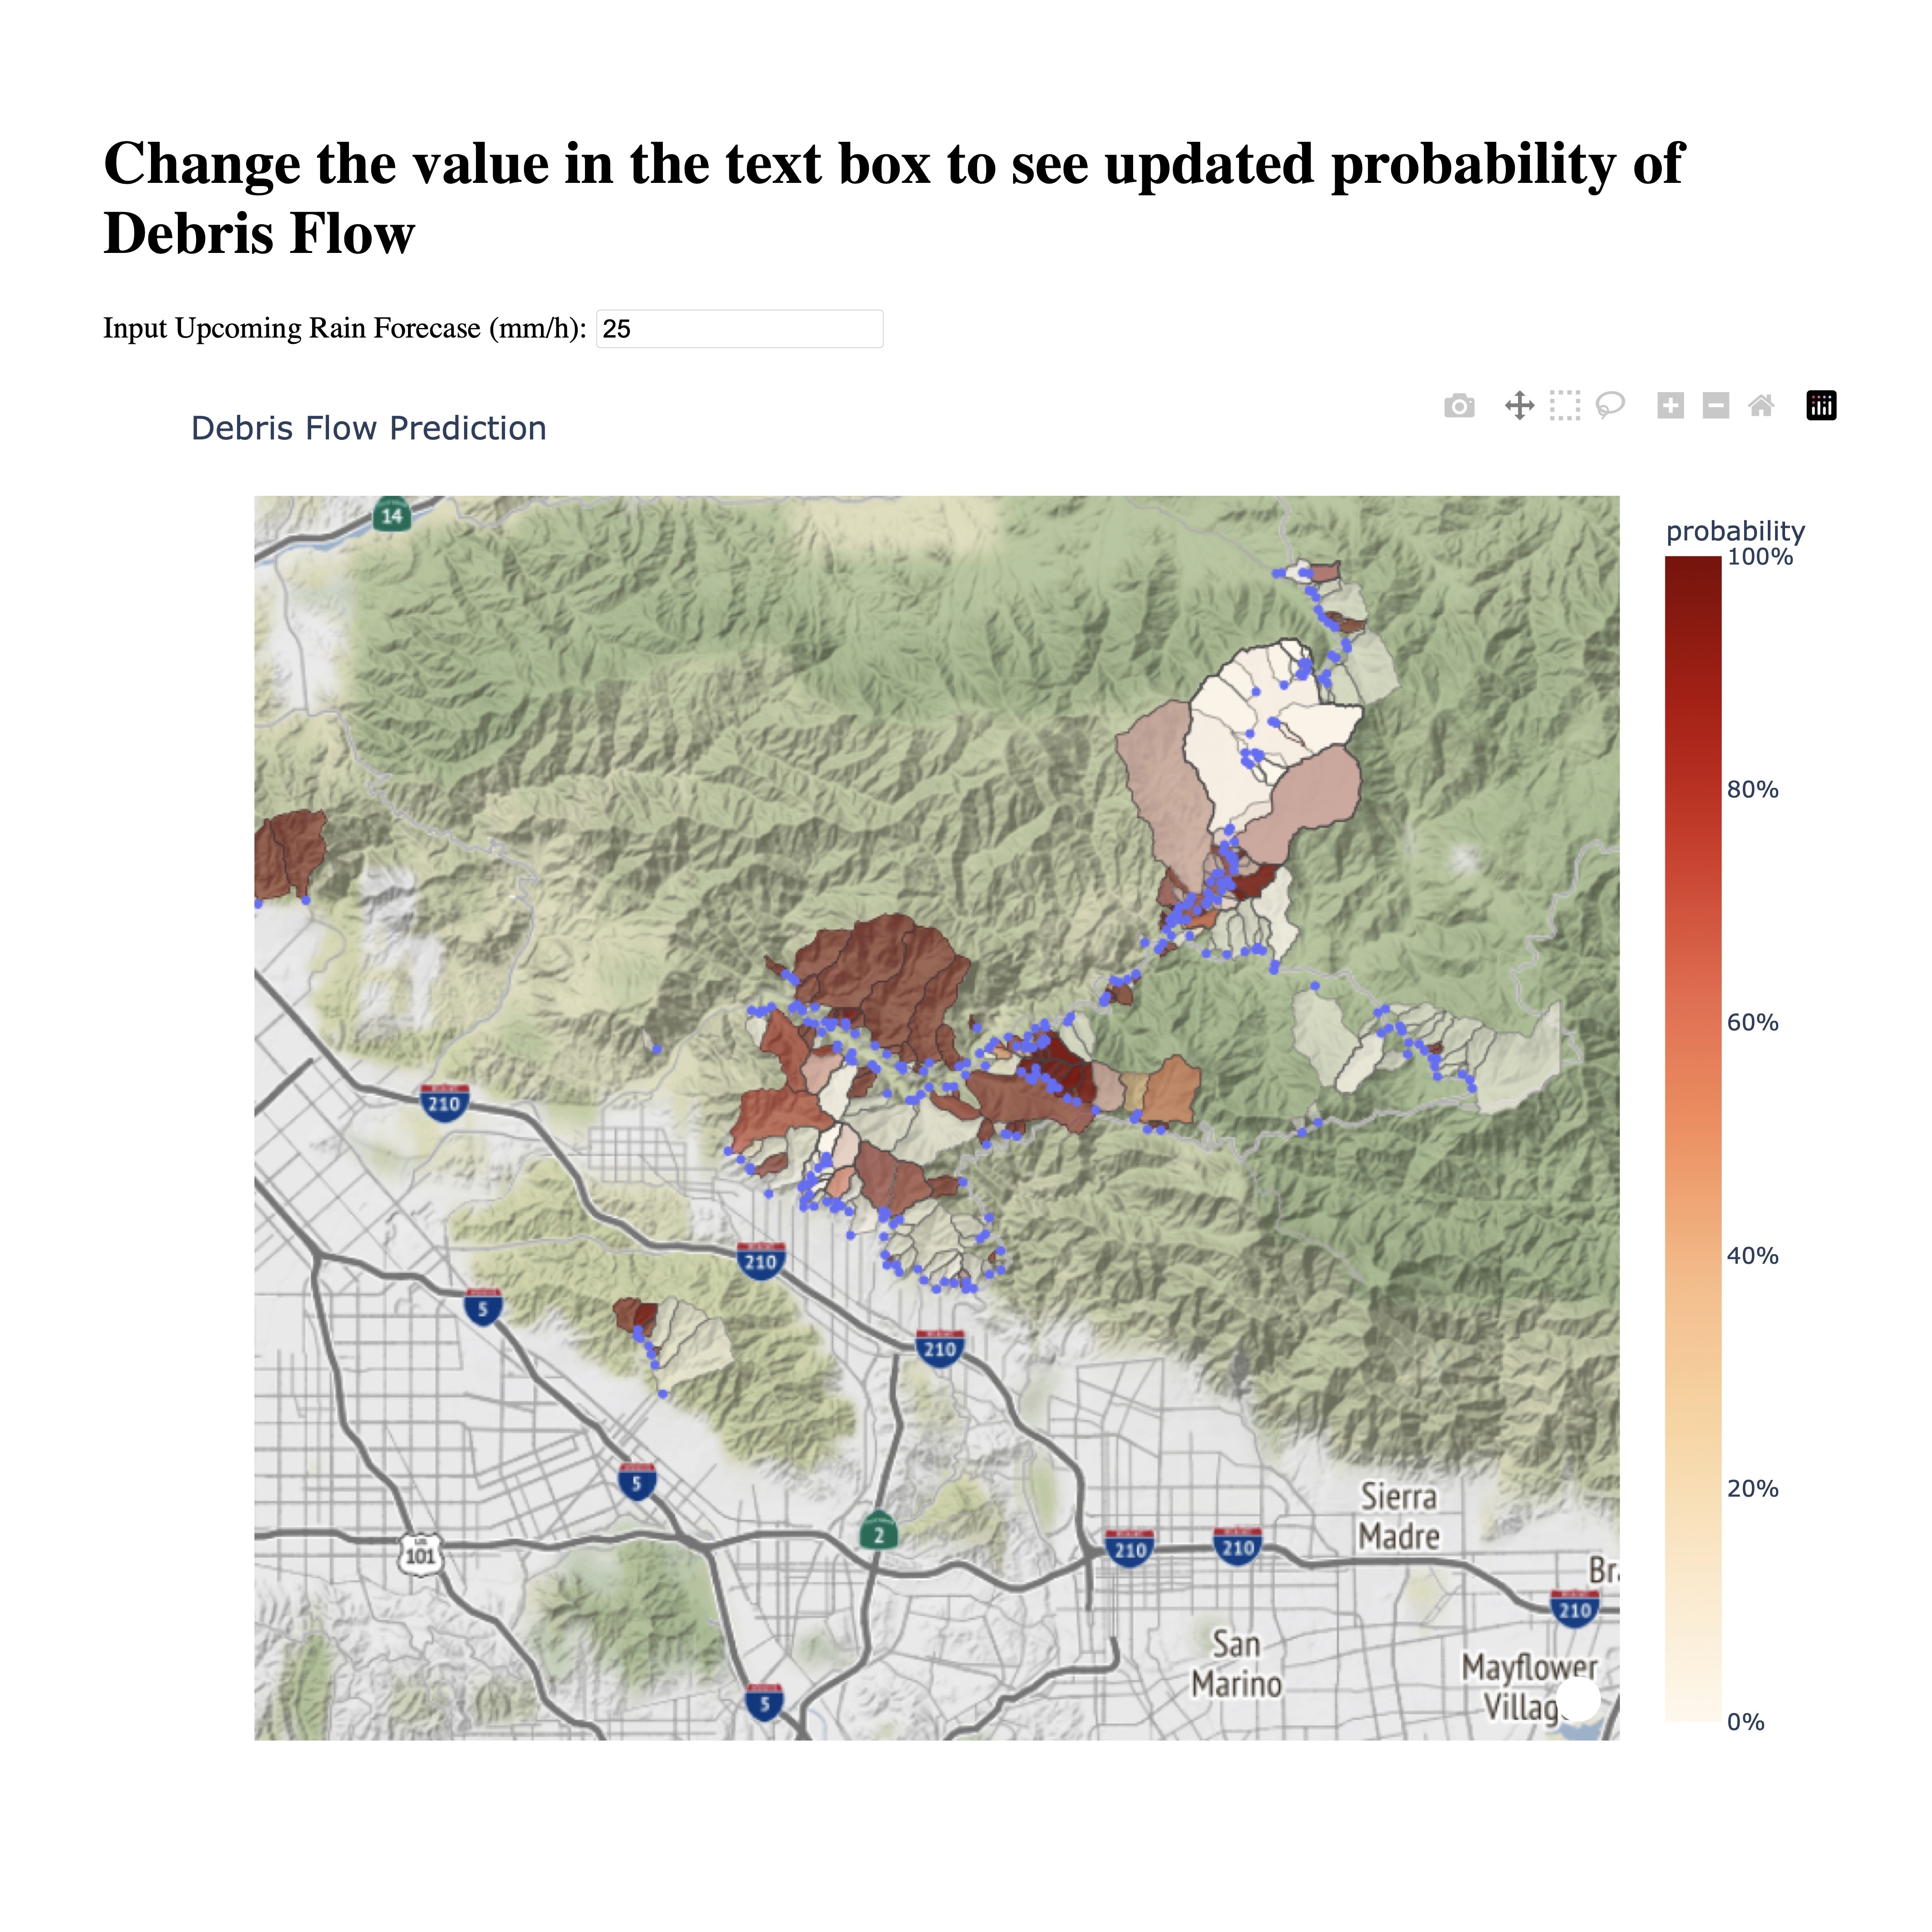 Change the value in the text box to see updated probability of
Debris Flow
Input Upcoming Rain Forecase (mm/h): 25
Debris Flow Prediction
14
probability
100%
80%
60%
40%
20%
0%
210
210
5
210
5
Sierra
Madre
2
101
210
210
Bra
210
San
Marino
Mayflower
Villag
5